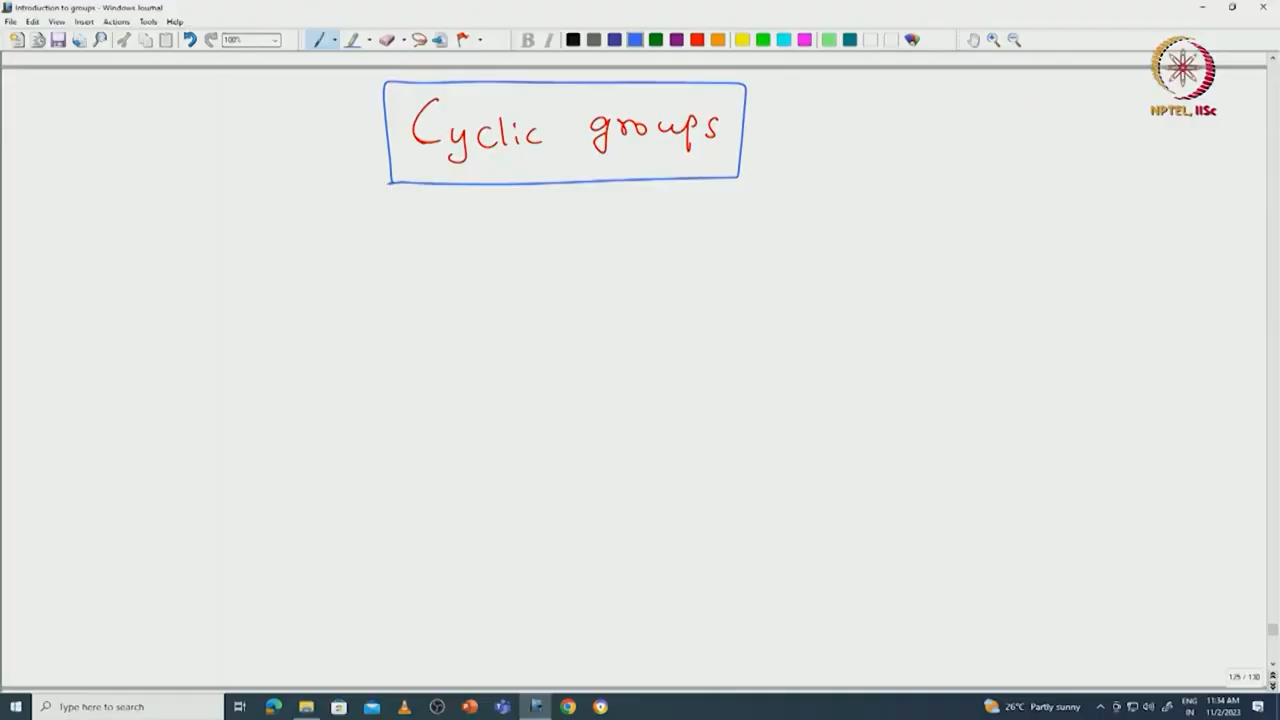 Introduction to groups - Windows Journal
File Edit View Insert Actions Tools Help
100%
B I
NPTEL, IISc
Cyclic groups
Type here to search
26°C Partly sunny
ENG
IN
11:34 AM
11/2/2023